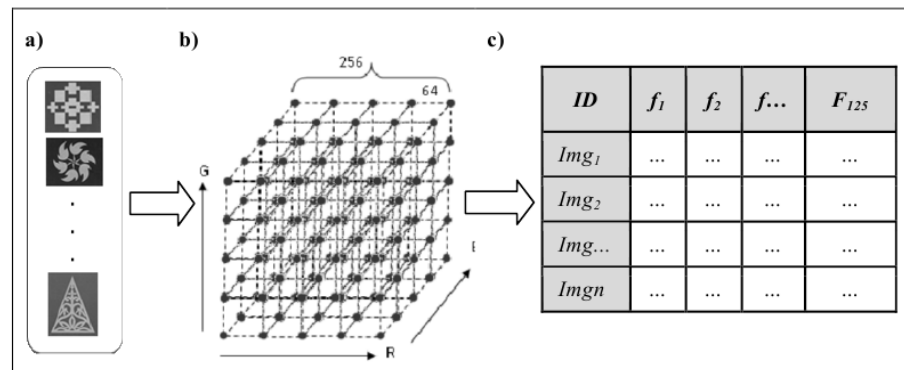 a)
b)
c)
256
64
G
R
ID f1 f2 f... F125
Img1 ... ... ... ...
Img2 ... ... ... ...
Img... ... ... ... ...
Imgn ... ... ... ...